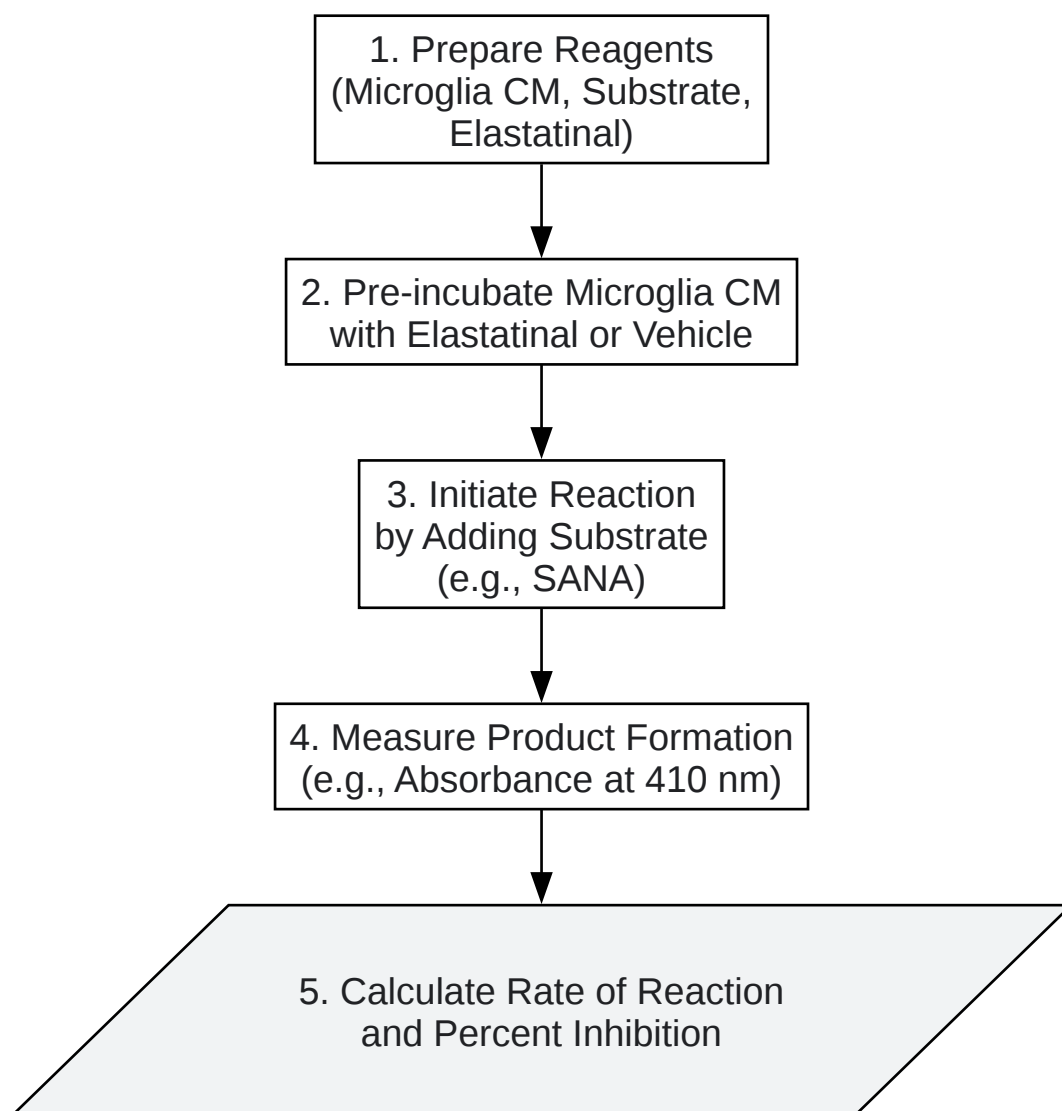 1. Prepare Reagents
(Microglia CM, Substrate,
Elastatinal)
2. Pre-incubate Microglia CM
with Elastatinal or Vehicle
3. Initiate Reaction
by Adding Substrate
(e.g., SANA)
4. Measure Product Formation
(e.g., Absorbance at 410 nm)
5. Calculate Rate of Reaction
and Percent Inhibition